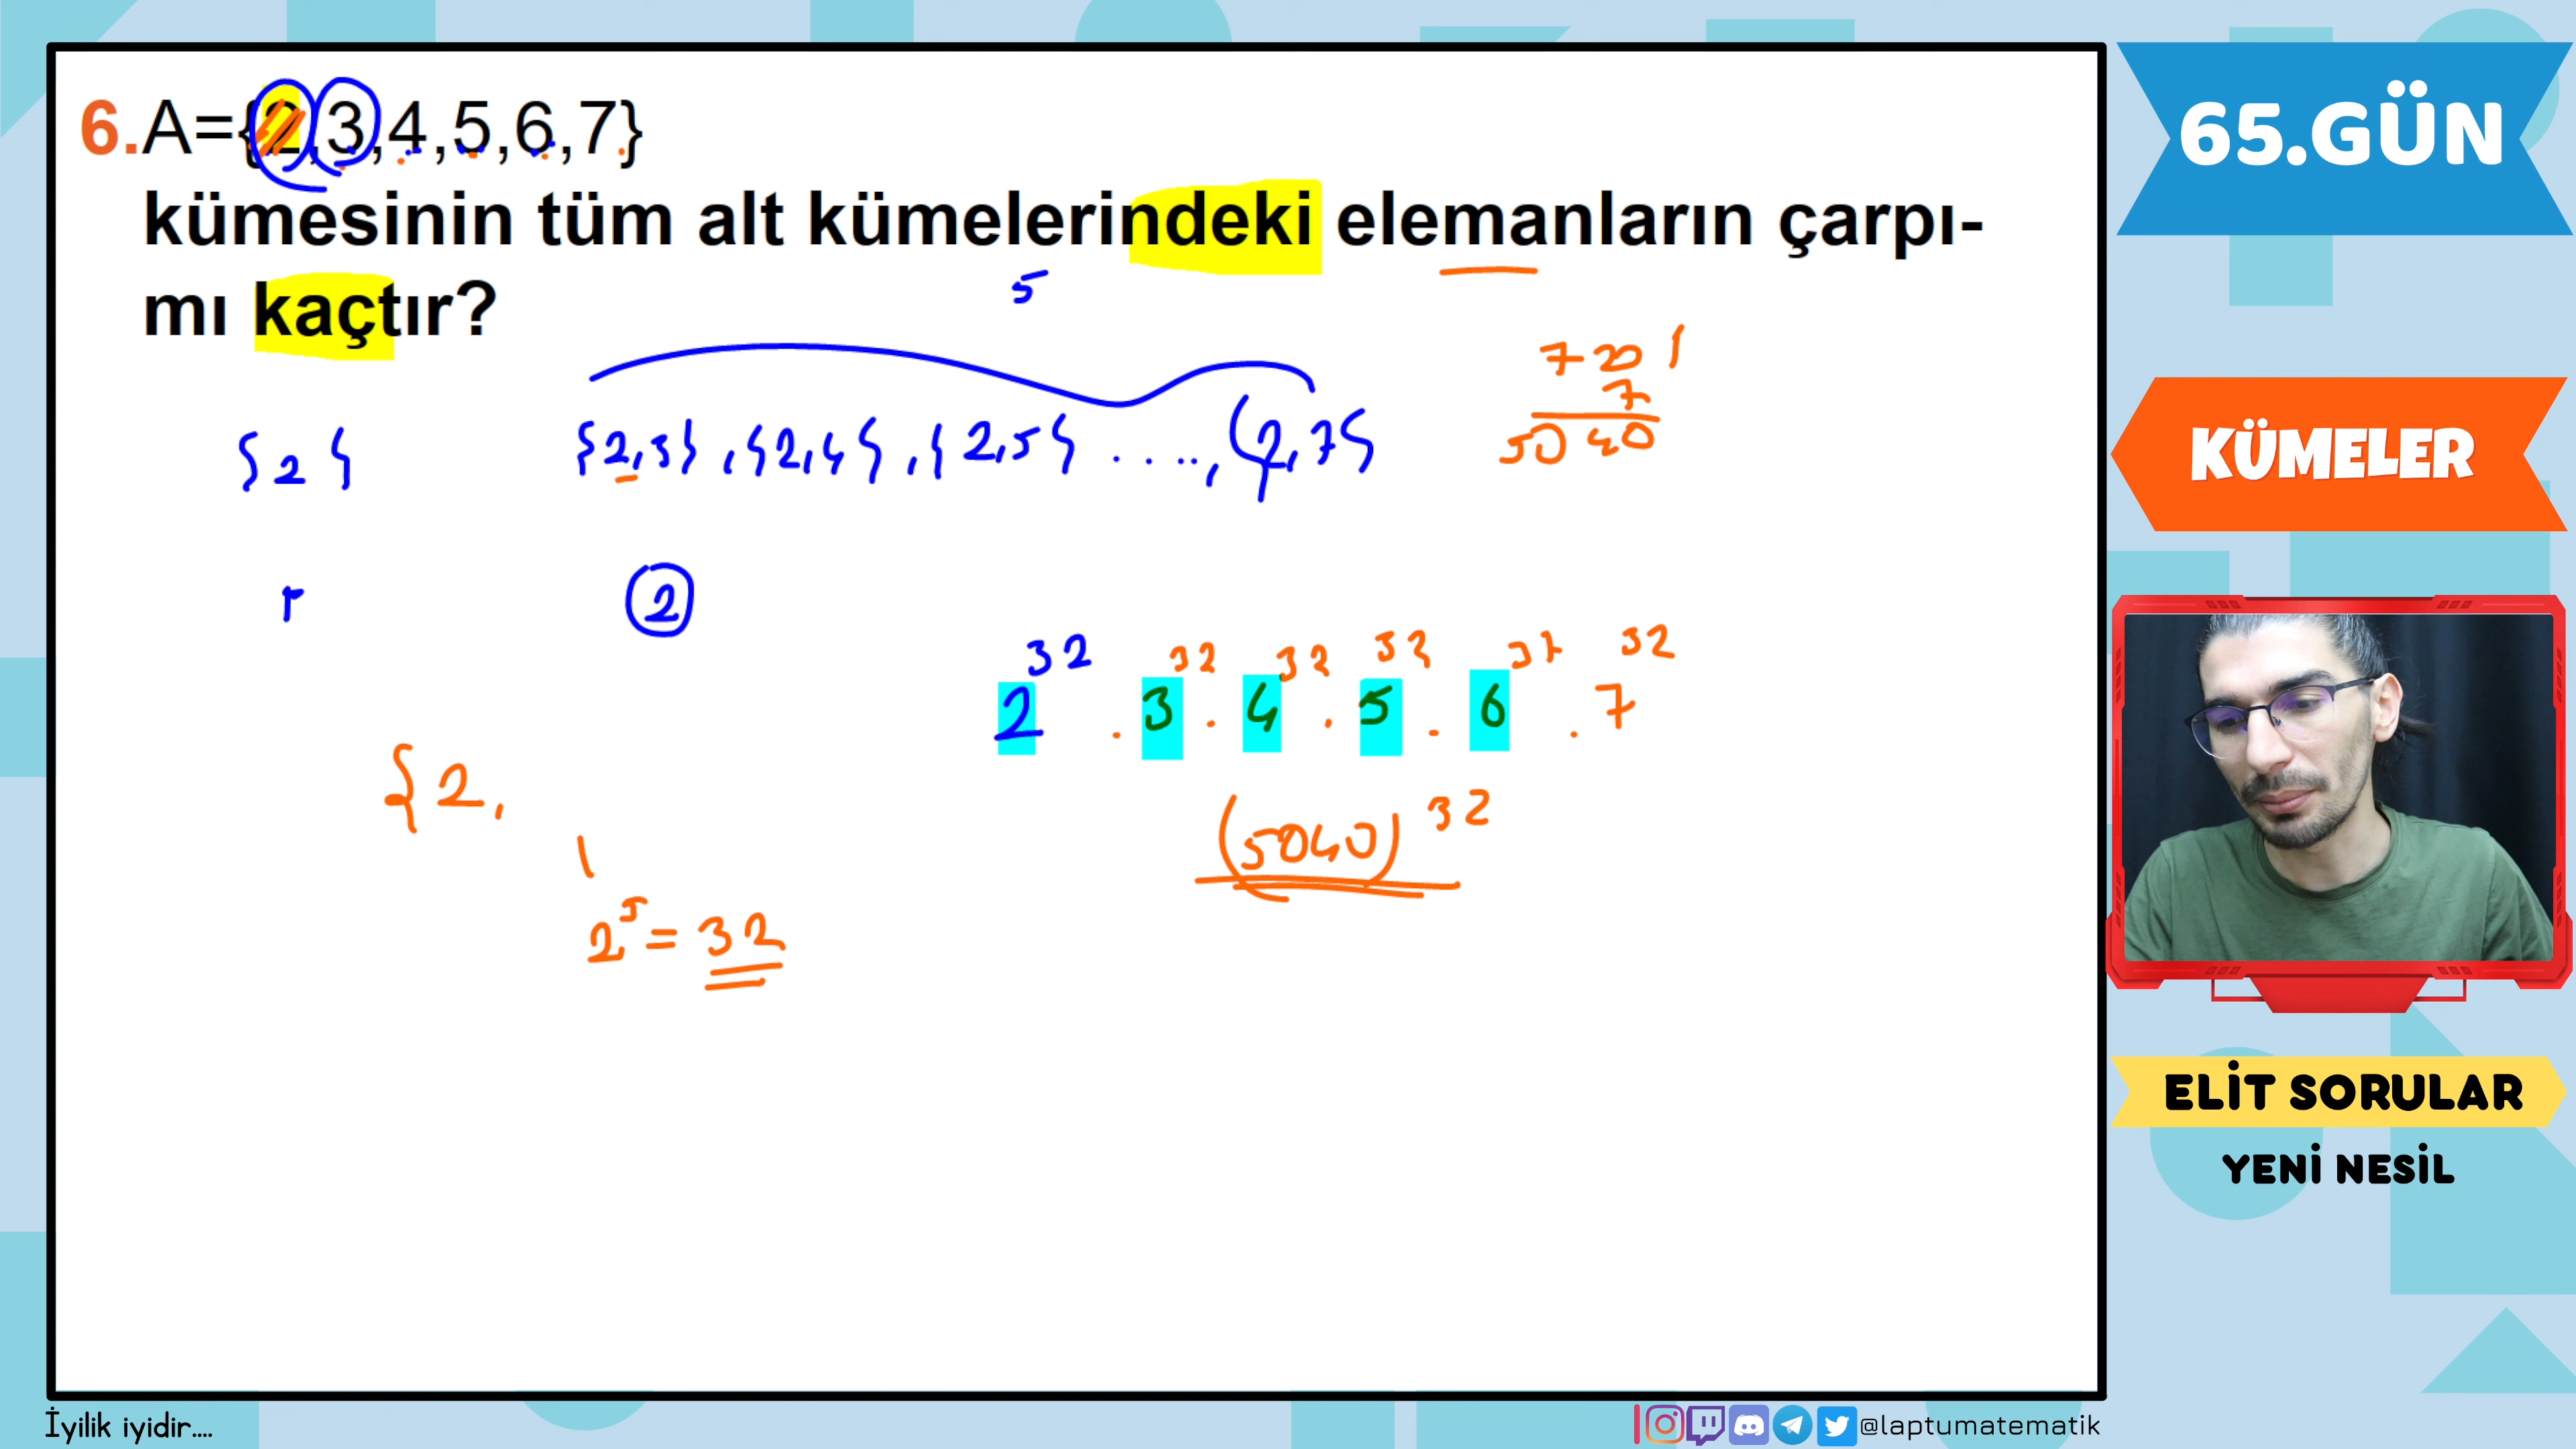 6.A={2,3,4,5,6,7}
kümesinin tüm alt kümelerindeki elemanların çarpı-
mı kaçtır?
5
720
7
5040
{2} {2,3},{2,4},{2,5}....,{2,7}
2
2^32 . 3^32 . 4^32 . 5^32 . 6^32 . 7^32
{2,
(5040)^32
2^5=32
65.GÜN
KÜMELER
ELİT SORULAR
YENİ NESİL
İyilik iyidir....
@laptumatematik